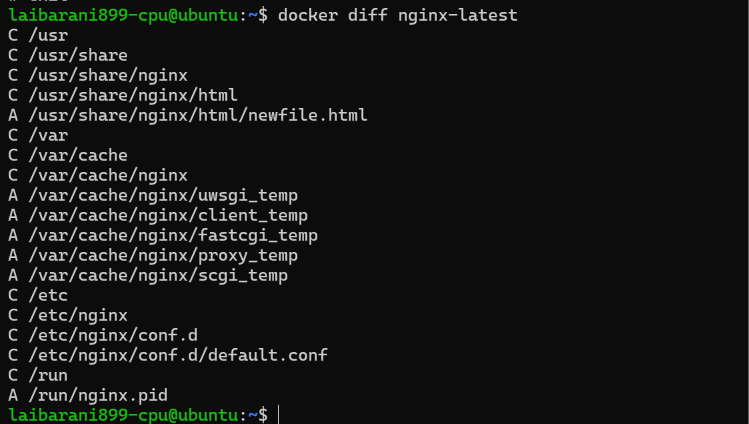 laibarani899-cpu@ubuntu:~$ docker diff nginx-latest
C /usr
C /usr/share
C /usr/share/nginx
C /usr/share/nginx/html
A /usr/share/nginx/html/newfile.html
C /var
C /var/cache
C /var/cache/nginx
A /var/cache/nginx/uwsgi_temp
A /var/cache/nginx/client_temp
A /var/cache/nginx/fastcgi_temp
A /var/cache/nginx/proxy_temp
A /var/cache/nginx/scgi_temp
C /etc
C /etc/nginx
C /etc/nginx/conf.d
C /etc/nginx/conf.d/default.conf
C /run
A /run/nginx.pid
laibarani899-cpu@ubuntu:~$